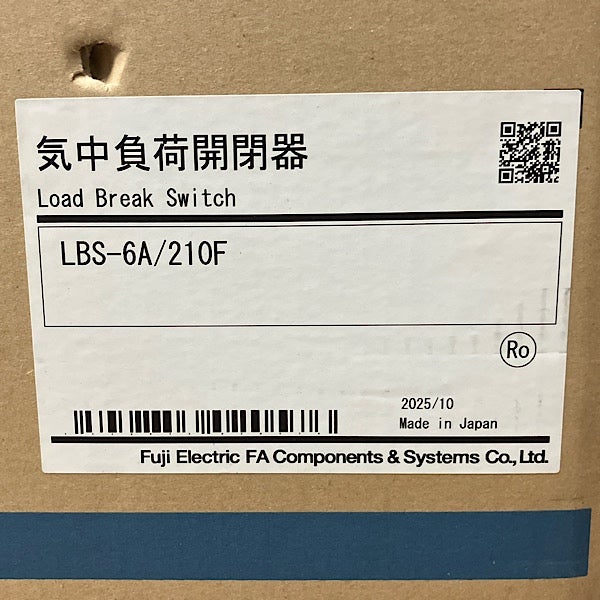 気中負荷開閉器
Load Break Switch
LBS-6A/210F
Ro
2025/10
Made in Japan
Fuji Electric FA Components & Systems Co., Ltd.